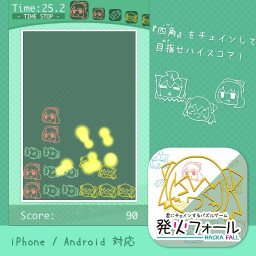 Time:25.2
- TIME STOP -
『四角』をチェインして
目指せハイスコア!
Score: 90
恋にチェインするパズルゲーム
発火フォール
HACKA FALL
iPhone / Android 対応